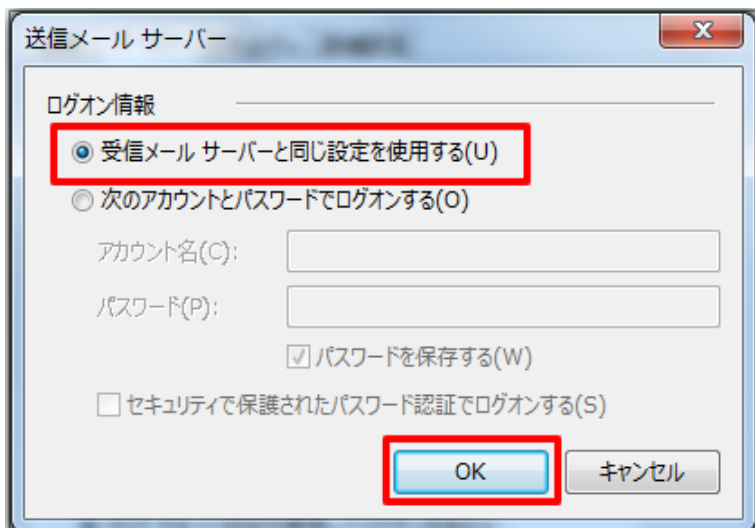 送信メール サーバー
ログオン情報
受信メール サーバーと同じ設定を使用する(U)
次のアカウントとパスワードでログオンする(O)
アカウント名(C):
パスワード(P):
パスワードを保存する(W)
セキュリティで保護されたパスワード認証でログオンする(S)
OK キャンセル